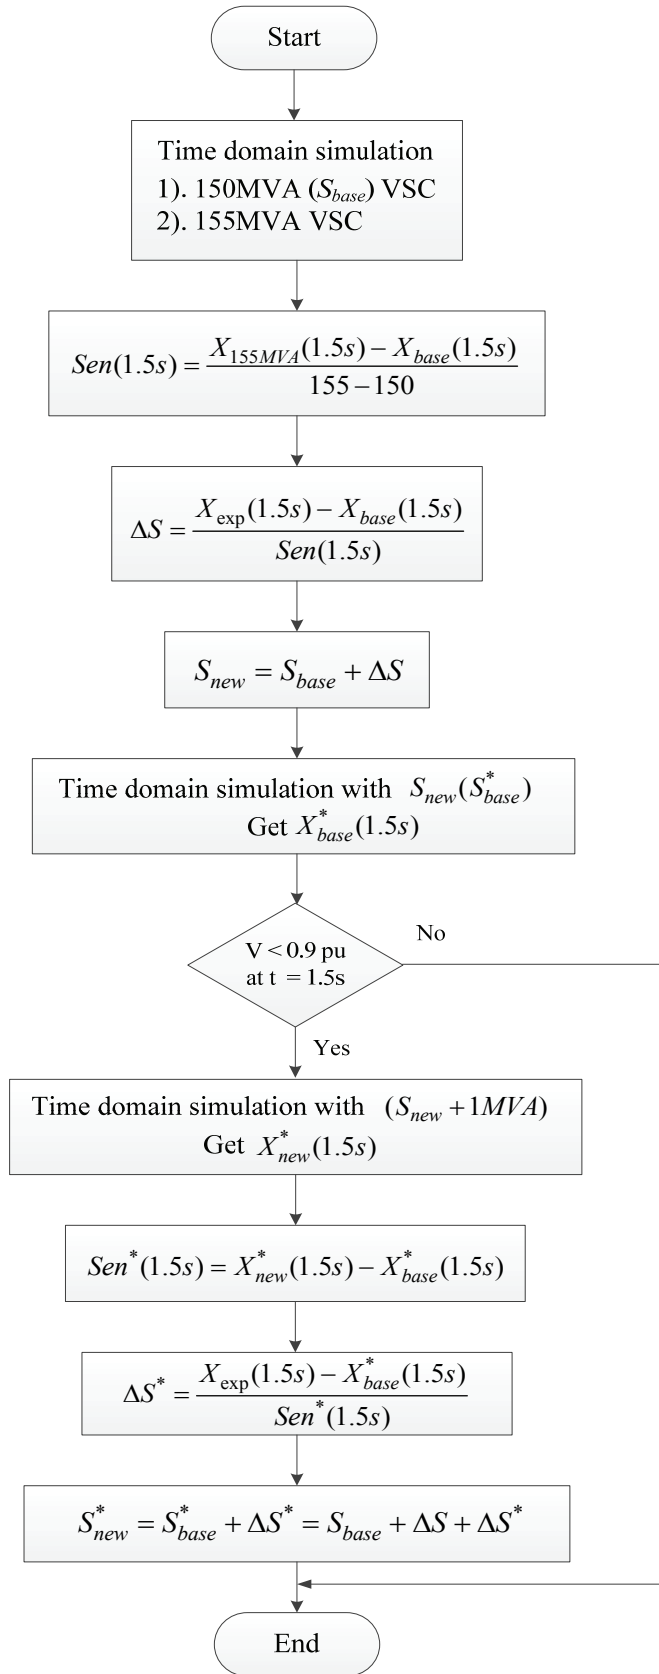 Start
Time domain simulation
1). 150MVA (S_base) VSC
2). 155MVA VSC
Sen(1.5s) = (X_155MVA(1.5s) − X_base(1.5s)) / (155 − 150)
ΔS = (X_exp(1.5s) − X_base(1.5s)) / Sen(1.5s)
S_new = S_base + ΔS
Time domain simulation with S_new(S*_base)
Get X*_base(1.5s)
V < 0.9 pu
at t = 1.5s
No
Yes
Time domain simulation with (S_new + 1MVA)
Get X*_new(1.5s)
Sen*(1.5s) = X*_new(1.5s) − X*_base(1.5s)
ΔS* = (X_exp(1.5s) − X*_base(1.5s)) / Sen*(1.5s)
S*_new = S*_base + ΔS* = S_base + ΔS + ΔS*
End